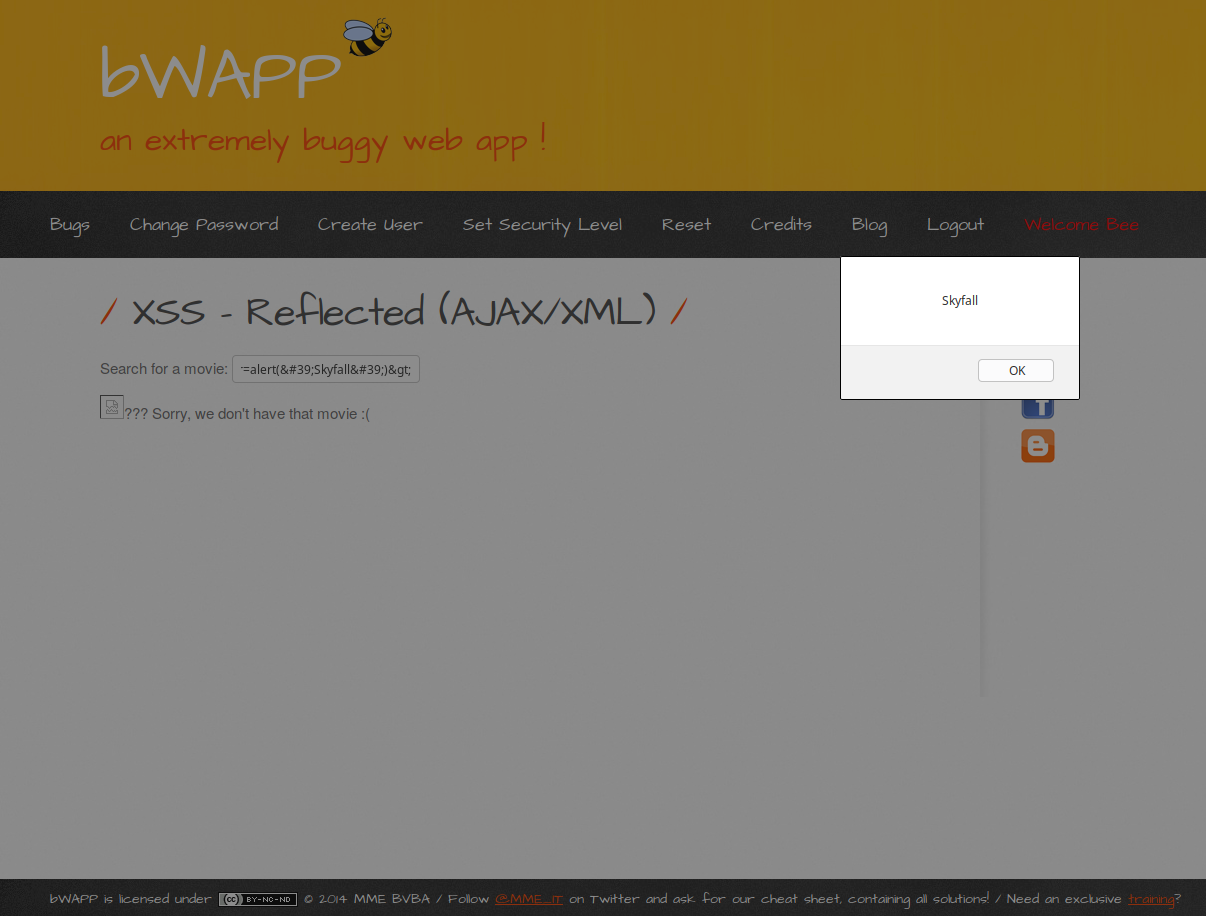 bWAPP
an extremely buggy web app !
Bugs Change Password Create User Set Security Level Reset Credits Blog Logout Welcome Bee
/ XSS - Reflected (AJAX/XML) /
Skyfall
OK
Search for a movie: =alert(&#39;Skyfall&#39;)&gt;
??? Sorry, we don't have that movie :(
bWAPP is licensed under (cc) BY-NC-ND © 2014 MME BVBA / Follow @MME_IT on Twitter and ask for our cheat sheet, containing all solutions! / Need an exclusive training?